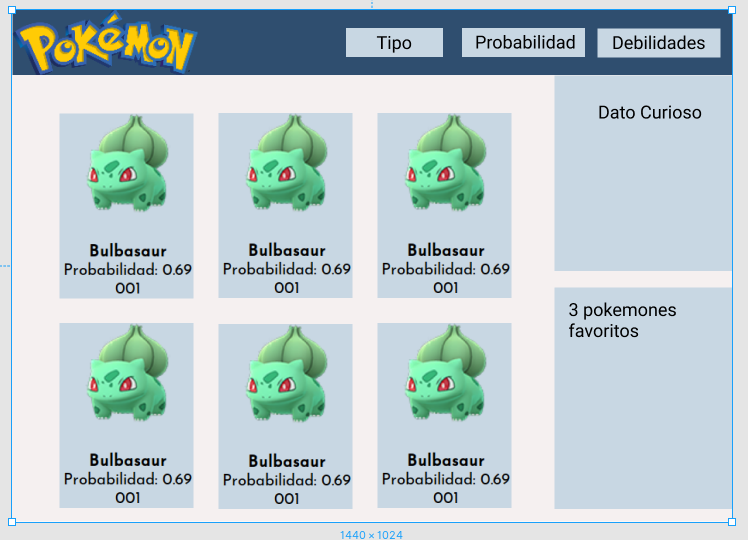 POKÉMON
Tipo
Probabilidad
Debilidades
Dato Curioso
Bulbasaur
Probabilidad: 0.69
001
Bulbasaur
Probabilidad: 0.69
001
Bulbasaur
Probabilidad: 0.69
001
3 pokemones
favoritos
Bulbasaur
Probabilidad: 0.69
001
Bulbasaur
Probabilidad: 0.69
001
Bulbasaur
Probabilidad: 0.69
001
1440 × 1024